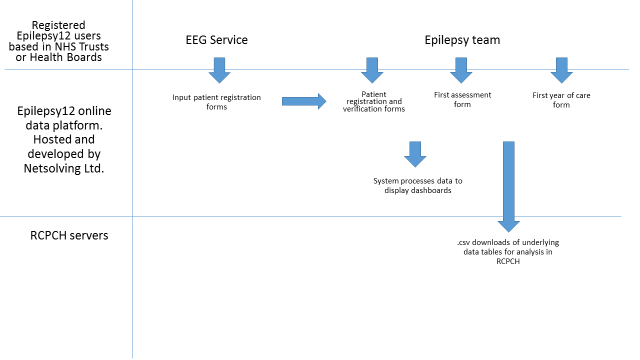 Registered
Epilepsy12 users
based in NHS Trusts
or Health Boards
EEG Service
Epilepsy team
Epilepsy12 online
data platform.
Hosted and
developed by
Netsolving Ltd.
Input patient registration
forms
Patient
registration and
verification forms
First assessment
form
First year of care
form
System processes data to
display dashboards
RCPCH servers
.csv downloads of underlying
data tables for analysis in
RCPCH